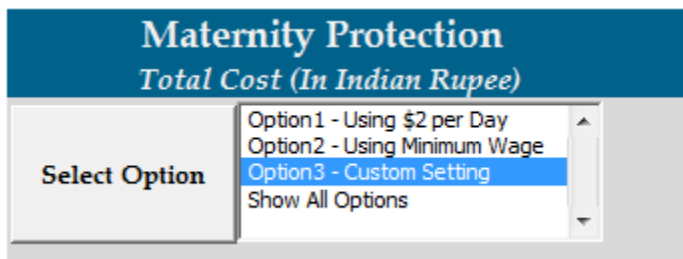 Maternity Protection
Total Cost (In Indian Rupee)
Select Option
Option1 - Using $2 per Day
Option2 - Using Minimum Wage
Option3 - Custom Setting
Show All Options